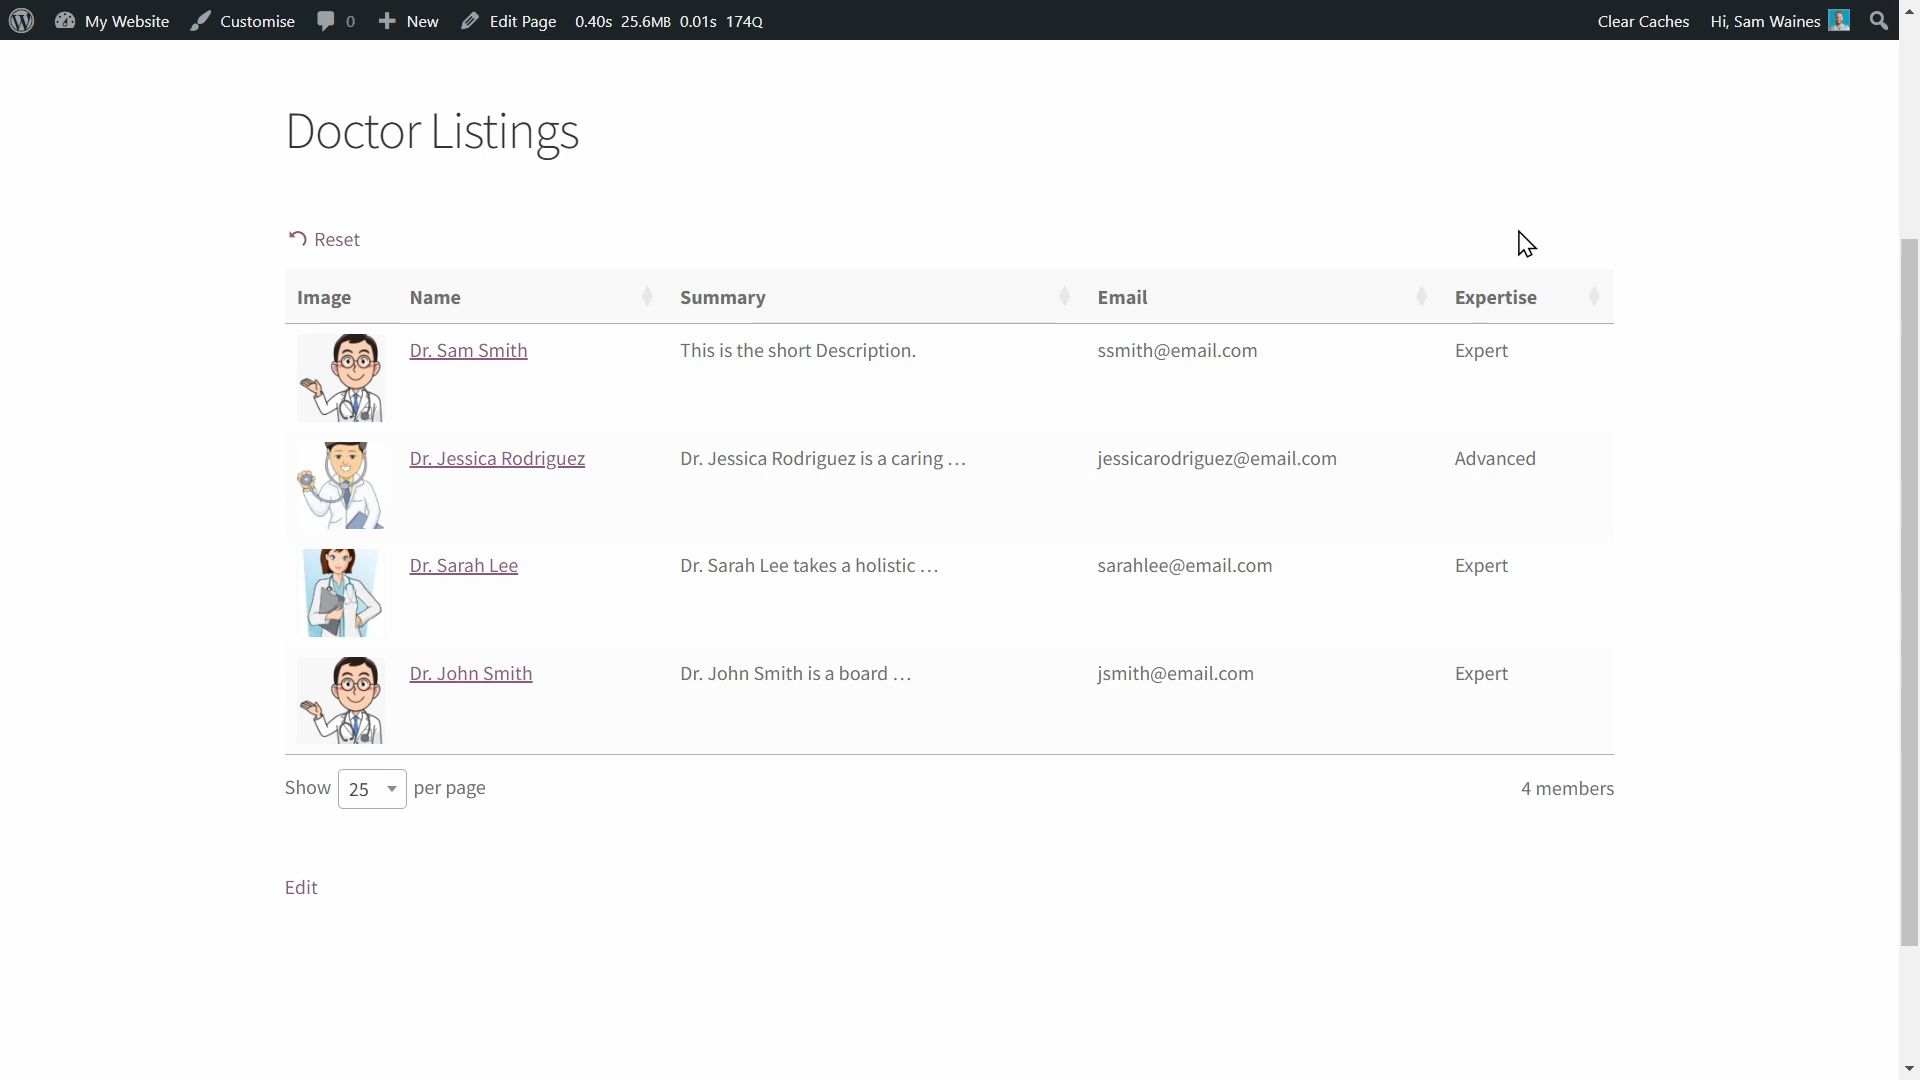 My Website Customise 0 New Edit Page 0.40s 25.6MB 0.01s 174Q Clear Caches Hi, Sam Waines
Doctor Listings
Reset
Image Name Summary Email Expertise
Dr. Sam Smith This is the short Description. ssmith@email.com Expert
Dr. Jessica Rodriguez Dr. Jessica Rodriguez is a caring … jessicarodriguez@email.com Advanced
Dr. Sarah Lee Dr. Sarah Lee takes a holistic … sarahlee@email.com Expert
Dr. John Smith Dr. John Smith is a board … jsmith@email.com Expert
Show 25 per page 4 members
Edit